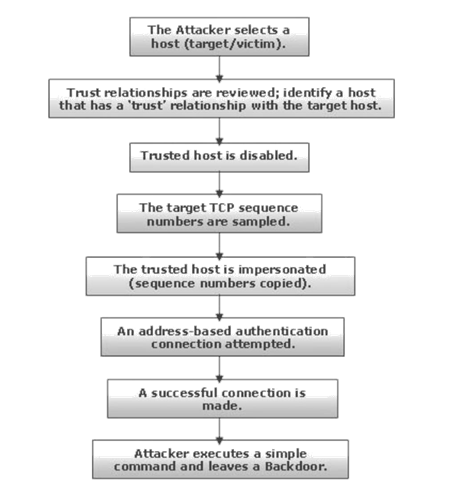 The Attacker selects a
host (target/victim).
Trust relationships are reviewed; identify a host
that has a 'trust' relationship with the target host.
Trusted host is disabled.
The target TCP sequence
numbers are sampled.
The trusted host is impersonated
(sequence numbers copied).
An address-based authentication
connection attempted.
A successful connection is
made.
Attacker executes a simple
command and leaves a Backdoor.